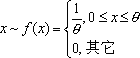 x ~ f(x) = { 1/θ, 0 ≤ x ≤ θ
0, 其它